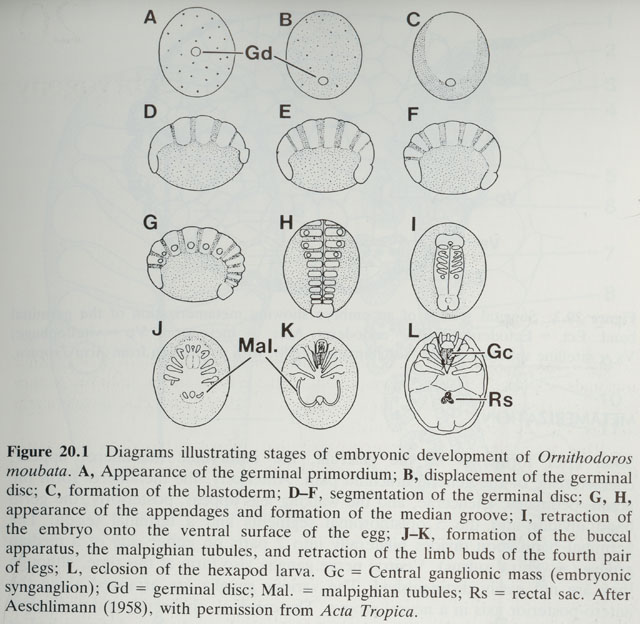 A
B
C
Gd
D
E
F
G
H
I
J
K
L
Mal.
Gc
Rs
Figure 20.1 Diagrams illustrating stages of embryonic development of Ornithodoros
moubata. A, Appearance of the germinal primordium; B, displacement of the germinal
disc; C, formation of the blastoderm; D–F, segmentation of the germinal disc; G, H,
appearance of the appendages and formation of the median groove; I, retraction of
the embryo onto the ventral surface of the egg; J–K, formation of the buccal
apparatus, the malpighian tubules, and retraction of the limb buds of the fourth pair
of legs; L, eclosion of the hexapod larva. Gc = Central ganglionic mass (embryonic
synganglion); Gd = germinal disc; Mal. = malpighian tubules; Rs = rectal sac. After
Aeschlimann (1958), with permission from Acta Tropica.